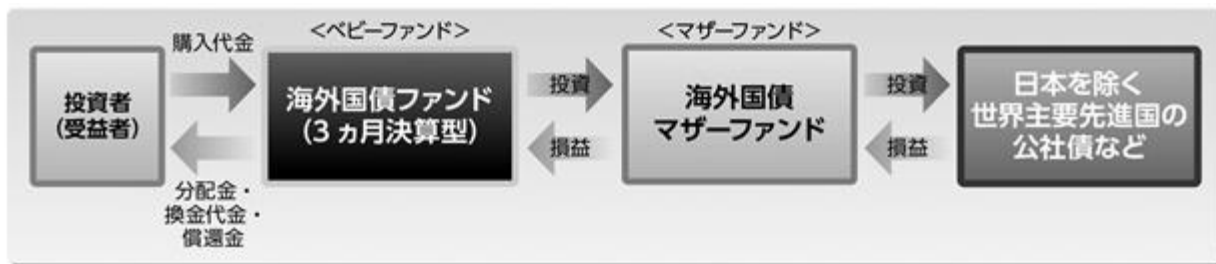 購入代金
投資者
(受益者)
分配金・
換金代金・
償還金
＜ベビーファンド＞
海外国債ファンド
(3ヵ月決算型)
投資
損益
＜マザーファンド＞
海外国債
マザーファンド
投資
損益
日本を除く
世界主要先進国の
公社債など